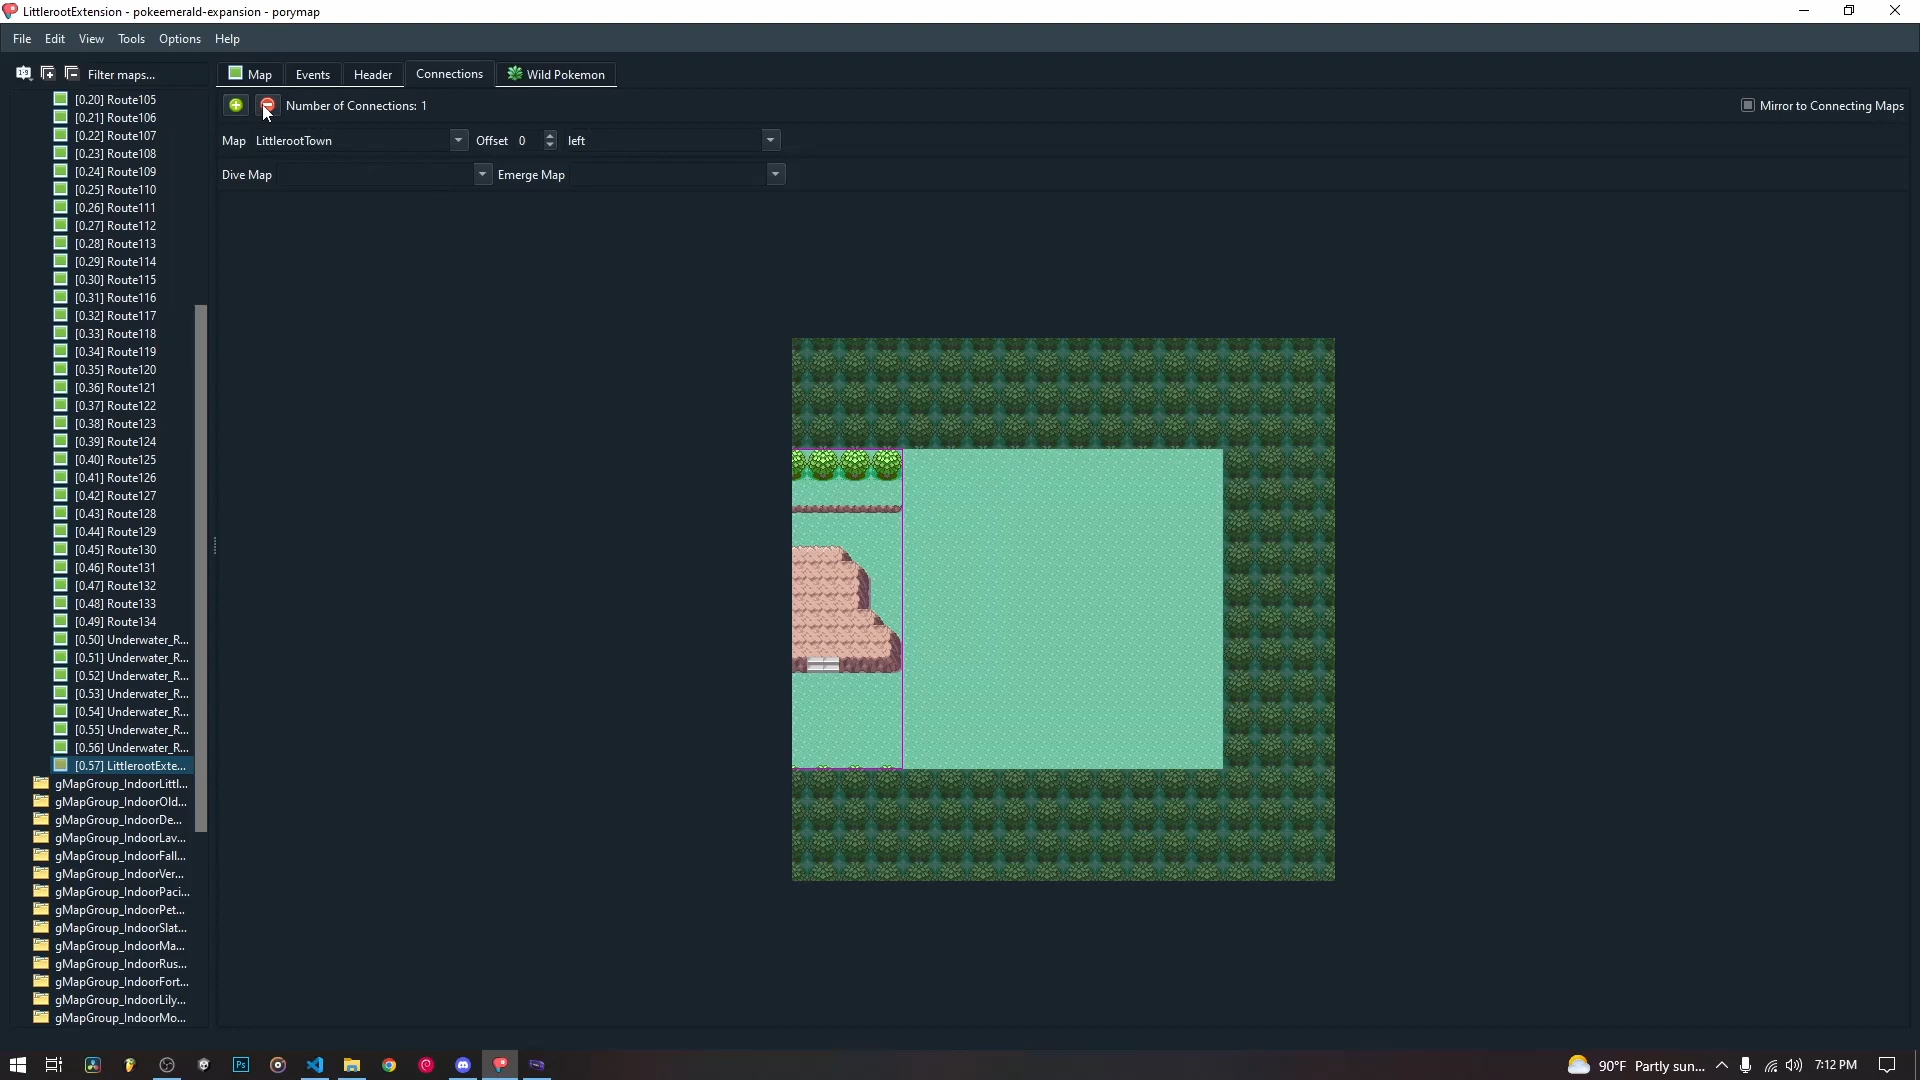 LittlerootExtension - pokeemerald-expansion - porymap
File Edit View Tools Options Help
Filter maps...
Map Events Header Connections Wild Pokemon
Number of Connections: 1
Mirror to Connecting Maps
Map LittlerootTown Offset 0 left
Dive Map Emerge Map
[0.20] Route105
[0.21] Route106
[0.22] Route107
[0.23] Route108
[0.24] Route109
[0.25] Route110
[0.26] Route111
[0.27] Route112
[0.28] Route113
[0.29] Route114
[0.30] Route115
[0.31] Route116
[0.32] Route117
[0.33] Route118
[0.34] Route119
[0.35] Route120
[0.36] Route121
[0.37] Route122
[0.38] Route123
[0.39] Route124
[0.40] Route125
[0.41] Route126
[0.42] Route127
[0.43] Route128
[0.44] Route129
[0.45] Route130
[0.46] Route131
[0.47] Route132
[0.48] Route133
[0.49] Route134
[0.50] Underwater_R...
[0.51] Underwater_R...
[0.52] Underwater_R...
[0.53] Underwater_R...
[0.54] Underwater_R...
[0.55] Underwater_R...
[0.56] Underwater_R...
[0.57] LittlerootExte...
gMapGroup_IndoorLittl...
gMapGroup_IndoorOld...
gMapGroup_IndoorDe...
gMapGroup_IndoorLav...
gMapGroup_IndoorFall...
gMapGroup_IndoorVer...
gMapGroup_IndoorPaci...
gMapGroup_IndoorPet...
gMapGroup_IndoorSlat...
gMapGroup_IndoorMa...
gMapGroup_IndoorRus...
gMapGroup_IndoorFort...
gMapGroup_IndoorLily...
gMapGroup_IndoorMo...
Ps
90°F Partly sun... 7:12 PM